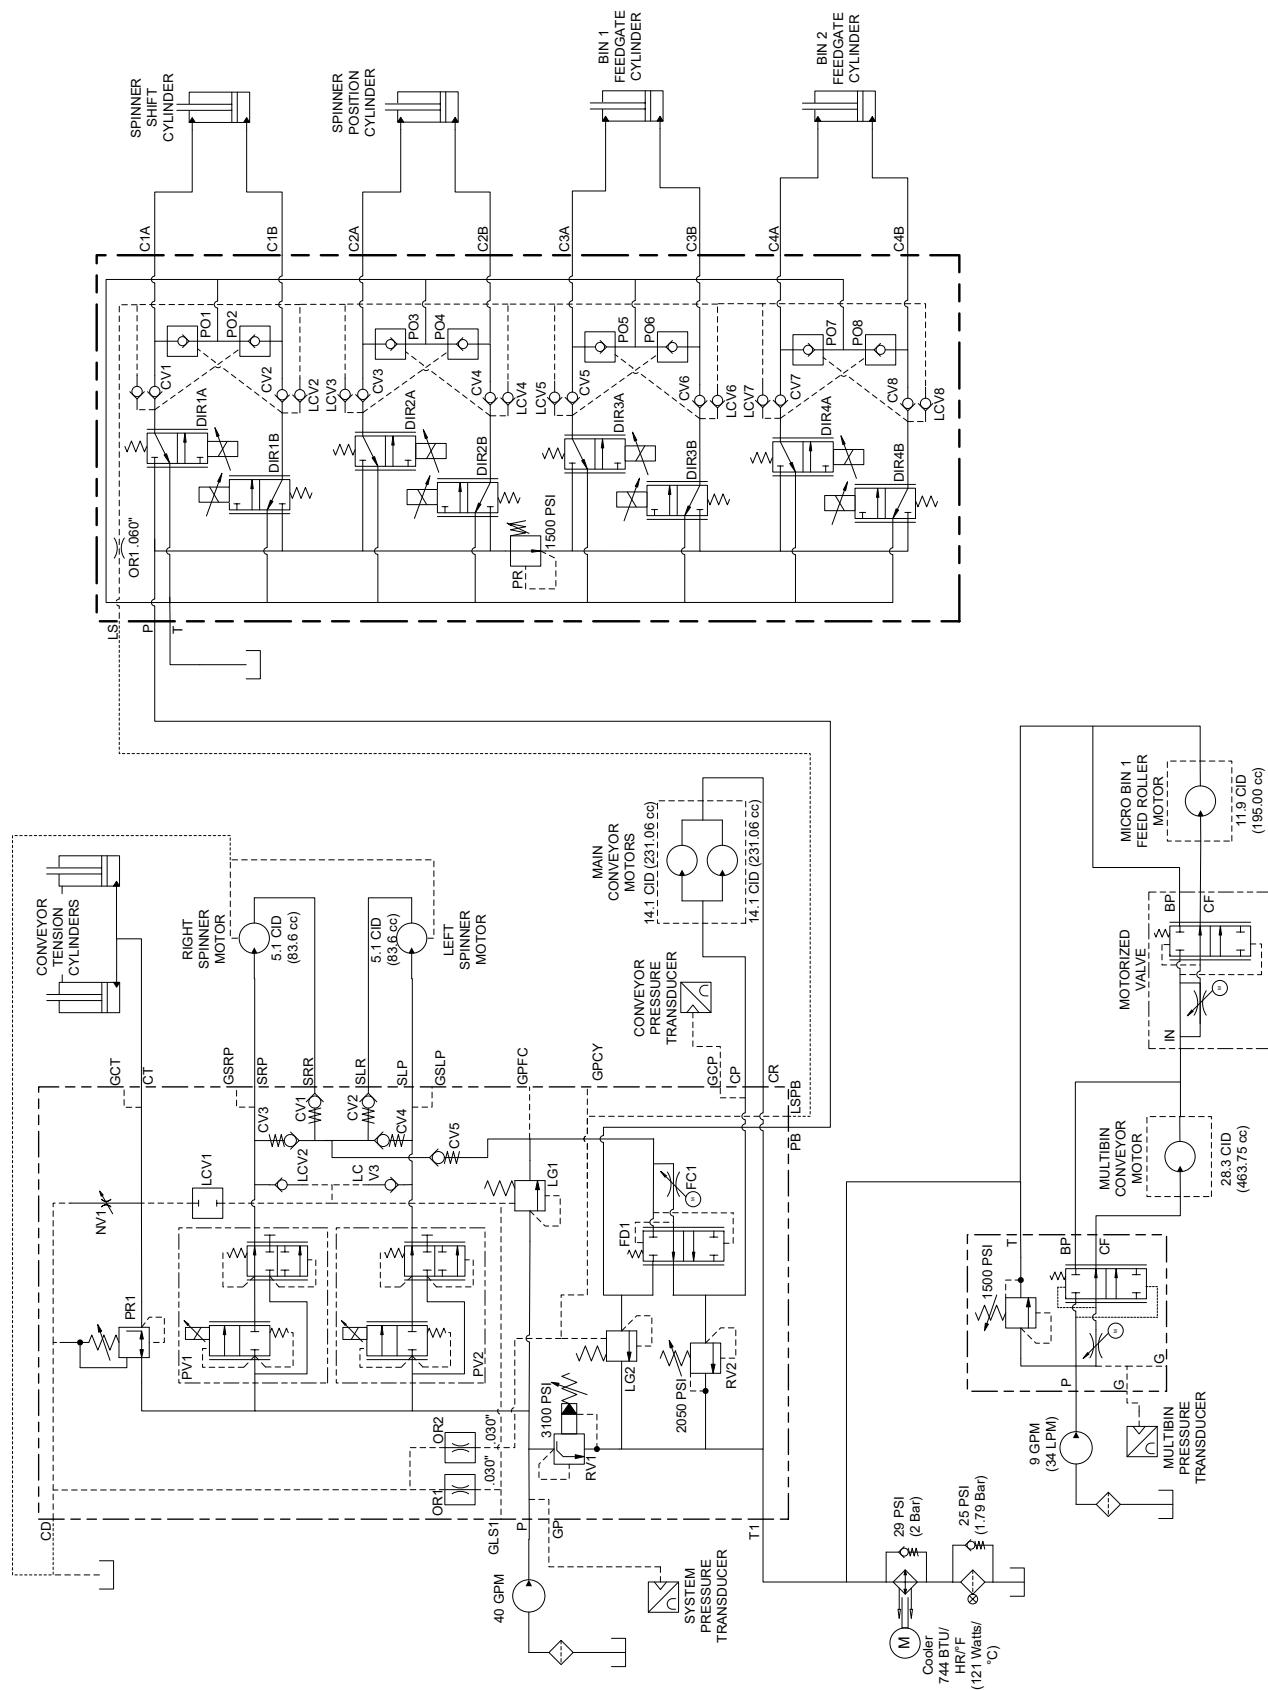 SPINNER
SHIFT
CYLINDER
SPINNER
POSITION
CYLINDER
BIN 1
FEEDGATE
CYLINDER
BIN 2
FEEDGATE
CYLINDER
C1A
C1B
C2A
C2B
C3A
C3B
C4A
C4B
PO1
PO2
PO3
PO4
PO5
PO6
PO7
PO8
CV1
CV2
LCV2
LCV3
CV3
CV4
LCV4
LCV5
CV5
CV6
LCV6
LCV7
CV7
CV8
LCV8
DIR1A
DIR1B
DIR2A
DIR2B
DIR3A
DIR3B
DIR4A
DIR4B
OR1 .060"
PR
1500 PSI
LS
P
T
CONVEYOR
TENSION
CYLINDERS
RIGHT
SPINNER
MOTOR
5.1 CID
(83.6 cc)
5.1 CID
(83.6 cc)
LEFT
SPINNER
MOTOR
CONVEYOR
PRESSURE
TRANSDUCER
MAIN
CONVEYOR
MOTORS
14.1 CID (231.06 cc)
14.1 CID (231.06 cc)
GCT
CT
GSRP
SRP
SRR
SLR
SLP
GSLP
GPFC
GPCY
GCP
CP
CR
LSPB
PB
NV1
LCV1
CV3
CV1
LCV2
CV2
CV4
LC
V3
CV5
LG1
FC1
M
FD1
PR1
PV1
PV2
LG2
RV2
2050 PSI
3100 PSI
RV1
OR2
.030"
OR1
.030"
CD
GLS1
P
GP
T1
40 GPM
SYSTEM
PRESSURE
TRANSDUCER
29 PSI
(2 Bar)
25 PSI
(1.79 Bar)
M
Cooler
744 BTU/
HR/°F
(121 Watts/
°C)
MICRO BIN 1
FEED ROLLER
MOTOR
11.9 CID
(195.00 cc)
MOTORIZED
VALVE
BP
CF
IN
M
MULTIBIN
CONVEYOR
MOTOR
28.3 CID
(463.75 cc)
T
BP
CF
1500 PSI
M
P
G
G
9 GPM
(34 LPM)
MULTIBIN
PRESSURE
TRANSDUCER